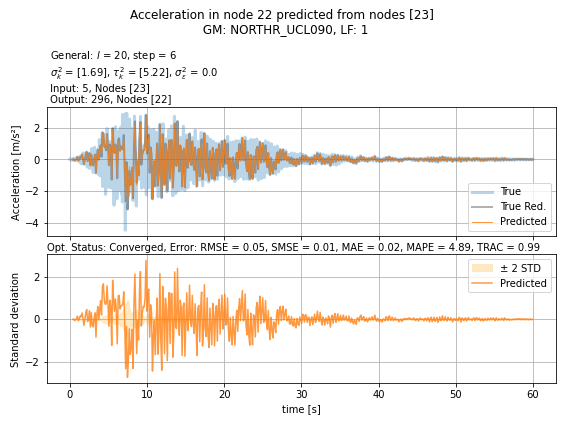 Acceleration in node 22 predicted from nodes [23]
GM: NORTHR_UCL090, LF: 1
General: l = 20, step = 6
σ²ₖ = [1.69], τ²ₖ = [5.22], σ²ₑ = 0.0
Input: 5, Nodes [23]
Output: 296, Nodes [22]
Acceleration [m/s²]
2
0
−2
−4
True
True Red.
Predicted
Opt. Status: Converged, Error: RMSE = 0.05, SMSE = 0.01, MAE = 0.02, MAPE = 4.89, TRAC = 0.99
Standard deviation
2
0
−2
± 2 STD
Predicted
0 10 20 30 40 50 60
time [s]